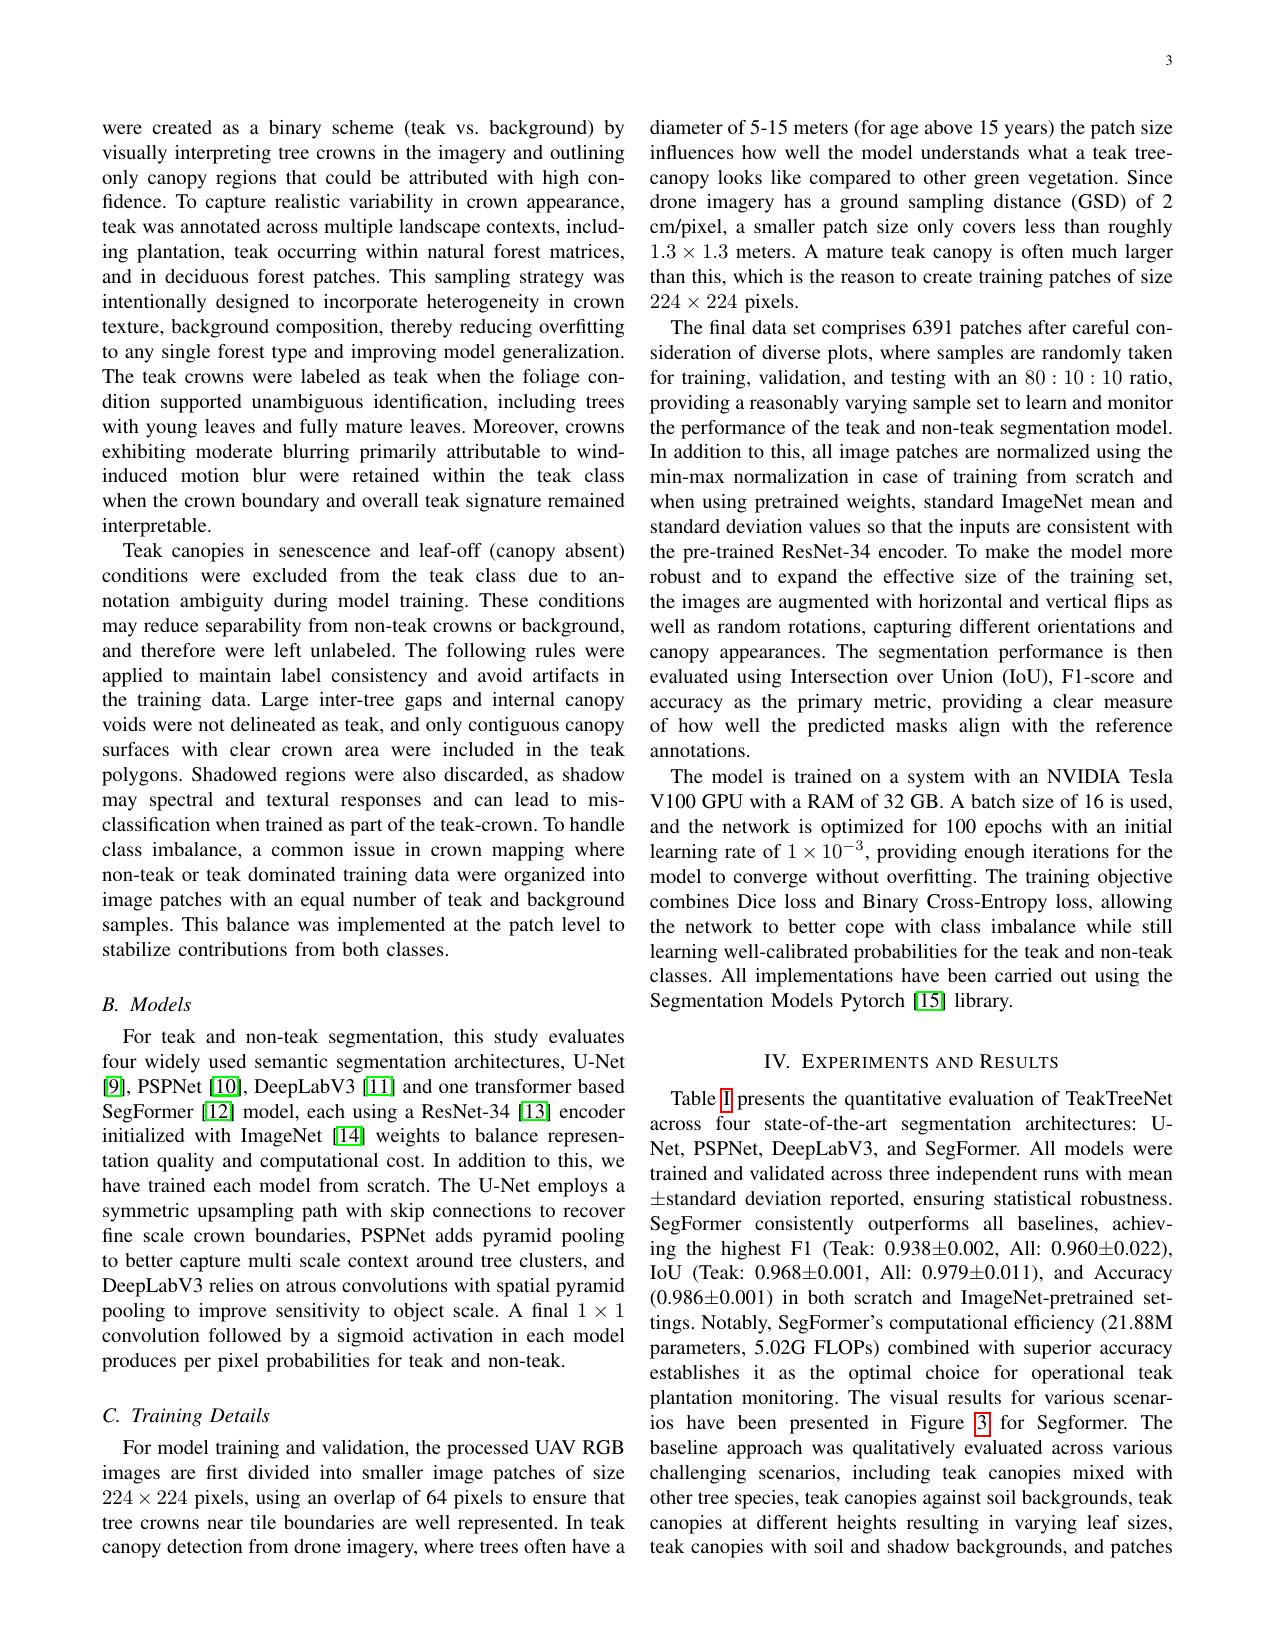 3
were created as a binary scheme (teak vs. background) by
visually interpreting tree crowns in the imagery and outlining
only canopy regions that could be attributed with high con-
fidence. To capture realistic variability in crown appearance,
teak was annotated across multiple landscape contexts, includ-
ing plantation, teak occurring within natural forest matrices,
and in deciduous forest patches. This sampling strategy was
intentionally designed to incorporate heterogeneity in crown
texture, background composition, thereby reducing overfitting
to any single forest type and improving model generalization.
The teak crowns were labeled as teak when the foliage con-
dition supported unambiguous identification, including trees
with young leaves and fully mature leaves. Moreover, crowns
exhibiting moderate blurring primarily attributable to wind-
induced motion blur were retained within the teak class
when the crown boundary and overall teak signature remained
interpretable.
Teak canopies in senescence and leaf-off (canopy absent)
conditions were excluded from the teak class due to an-
notation ambiguity during model training. These conditions
may reduce separability from non-teak crowns or background,
and therefore were left unlabeled. The following rules were
applied to maintain label consistency and avoid artifacts in
the training data. Large inter-tree gaps and internal canopy
voids were not delineated as teak, and only contiguous canopy
surfaces with clear crown area were included in the teak
polygons. Shadowed regions were also discarded, as shadow
may spectral and textural responses and can lead to mis-
classification when trained as part of the teak-crown. To handle
class imbalance, a common issue in crown mapping where
non-teak or teak dominated training data were organized into
image patches with an equal number of teak and background
samples. This balance was implemented at the patch level to
stabilize contributions from both classes.
B. Models
For teak and non-teak segmentation, this study evaluates
four widely used semantic segmentation architectures, U-Net
[9], PSPNet [10], DeepLabV3 [11] and one transformer based
SegFormer [12] model, each using a ResNet-34 [13] encoder
initialized with ImageNet [14] weights to balance represen-
tation quality and computational cost. In addition to this, we
have trained each model from scratch. The U-Net employs a
symmetric upsampling path with skip connections to recover
fine scale crown boundaries, PSPNet adds pyramid pooling
to better capture multi scale context around tree clusters, and
DeepLabV3 relies on atrous convolutions with spatial pyramid
pooling to improve sensitivity to object scale. A final 1 × 1
convolution followed by a sigmoid activation in each model
produces per pixel probabilities for teak and non-teak.
C. Training Details
For model training and validation, the processed UAV RGB
images are first divided into smaller image patches of size
224 × 224 pixels, using an overlap of 64 pixels to ensure that
tree crowns near tile boundaries are well represented. In teak
canopy detection from drone imagery, where trees often have a
diameter of 5-15 meters (for age above 15 years) the patch size
influences how well the model understands what a teak tree-
canopy looks like compared to other green vegetation. Since
drone imagery has a ground sampling distance (GSD) of 2
cm/pixel, a smaller patch size only covers less than roughly
1.3 × 1.3 meters. A mature teak canopy is often much larger
than this, which is the reason to create training patches of size
224 × 224 pixels.
The final data set comprises 6391 patches after careful con-
sideration of diverse plots, where samples are randomly taken
for training, validation, and testing with an 80 : 10 : 10 ratio,
providing a reasonably varying sample set to learn and monitor
the performance of the teak and non-teak segmentation model.
In addition to this, all image patches are normalized using the
min-max normalization in case of training from scratch and
when using pretrained weights, standard ImageNet mean and
standard deviation values so that the inputs are consistent with
the pre-trained ResNet-34 encoder. To make the model more
robust and to expand the effective size of the training set,
the images are augmented with horizontal and vertical flips as
well as random rotations, capturing different orientations and
canopy appearances. The segmentation performance is then
evaluated using Intersection over Union (IoU), F1-score and
accuracy as the primary metric, providing a clear measure
of how well the predicted masks align with the reference
annotations.
The model is trained on a system with an NVIDIA Tesla
V100 GPU with a RAM of 32 GB. A batch size of 16 is used,
and the network is optimized for 100 epochs with an initial
learning rate of 1 × 10⁻³, providing enough iterations for the
model to converge without overfitting. The training objective
combines Dice loss and Binary Cross-Entropy loss, allowing
the network to better cope with class imbalance while still
learning well-calibrated probabilities for the teak and non-teak
classes. All implementations have been carried out using the
Segmentation Models Pytorch [15] library.
IV. EXPERIMENTS AND RESULTS
Table I presents the quantitative evaluation of TeakTreeNet
across four state-of-the-art segmentation architectures: U-
Net, PSPNet, DeepLabV3, and SegFormer. All models were
trained and validated across three independent runs with mean
±standard deviation reported, ensuring statistical robustness.
SegFormer consistently outperforms all baselines, achiev-
ing the highest F1 (Teak: 0.938±0.002, All: 0.960±0.022),
IoU (Teak: 0.968±0.001, All: 0.979±0.011), and Accuracy
(0.986±0.001) in both scratch and ImageNet-pretrained set-
tings. Notably, SegFormer's computational efficiency (21.88M
parameters, 5.02G FLOPs) combined with superior accuracy
establishes it as the optimal choice for operational teak
plantation monitoring. The visual results for various scenar-
ios have been presented in Figure 3 for Segformer. The
baseline approach was qualitatively evaluated across various
challenging scenarios, including teak canopies mixed with
other tree species, teak canopies against soil backgrounds, teak
canopies at different heights resulting in varying leaf sizes,
teak canopies with soil and shadow backgrounds, and patches